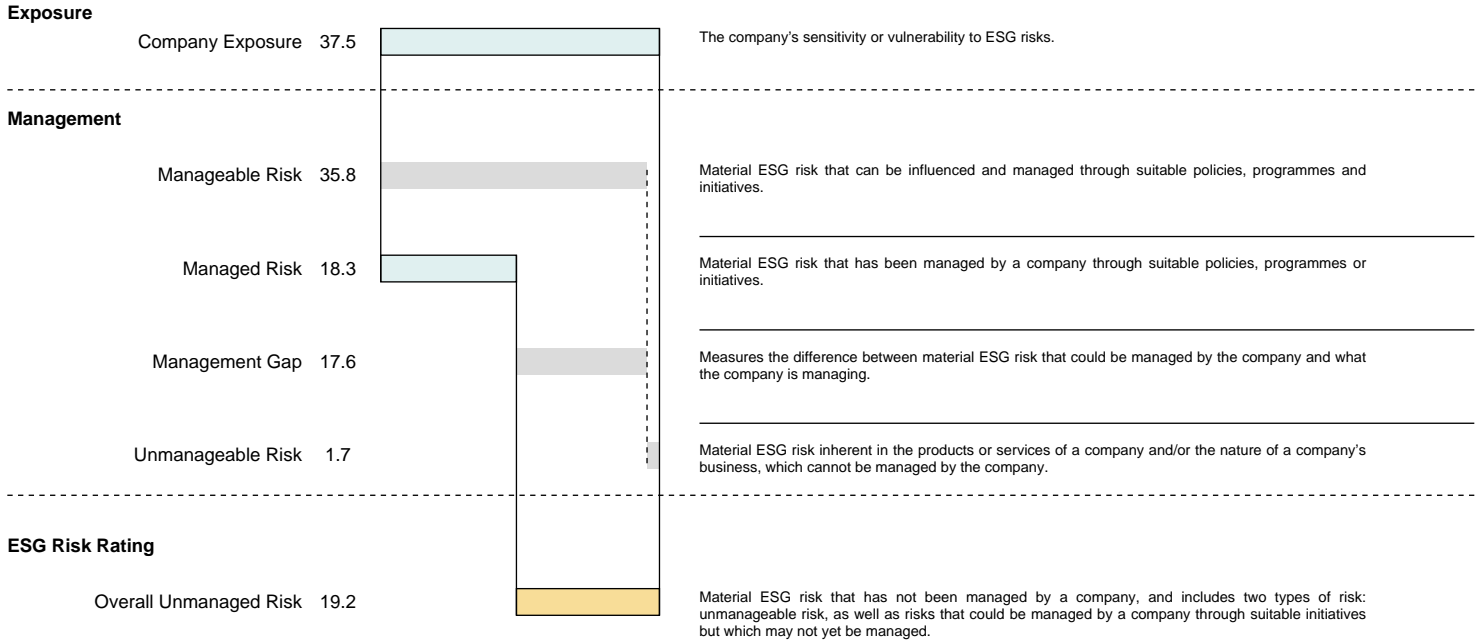 Exposure
Company Exposure 37.5
The company’s sensitivity or vulnerability to ESG risks.
Management
Manageable Risk 35.8
Material ESG risk that can be influenced and managed through suitable policies, programmes and
initiatives.
Managed Risk 18.3
Material ESG risk that has been managed by a company through suitable policies, programmes or
initiatives.
Management Gap 17.6
Measures the difference between material ESG risk that could be managed by the company and what
the company is managing.
Unmanageable Risk 1.7
Material ESG risk inherent in the products or services of a company and/or the nature of a company’s
business, which cannot be managed by the company.
ESG Risk Rating
Overall Unmanaged Risk 19.2
Material ESG risk that has not been managed by a company, and includes two types of risk:
unmanageable risk, as well as risks that could be managed by a company through suitable initiatives
but which may not yet be managed.